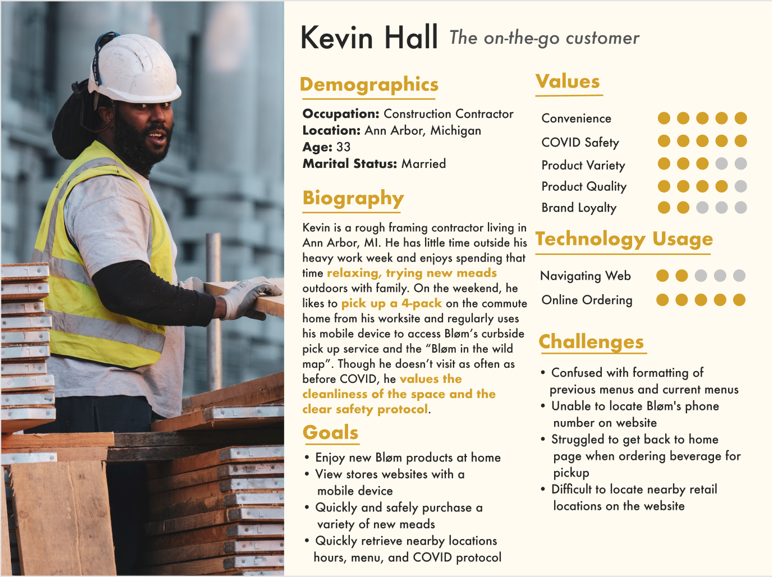 Kevin Hall The on-the-go customer
Demographics
Occupation: Construction Contractor
Location: Ann Arbor, Michigan
Age: 33
Marital Status: Married
Biography
Kevin is a rough framing contractor living in
Ann Arbor, MI. He has little time outside his
heavy work week and enjoys spending that
time relaxing, trying new meads
outdoors with family. On the weekend, he
likes to pick up a 4-pack on the commute
home from his worksite and regularly uses
his mobile device to access Bløm’s curbside
pick up service and the “Bløm in the wild
map”. Though he doesn’t visit as often as
before COVID, he values the
cleanliness of the space and the
clear safety protocol.
Goals
• Enjoy new Bløm products at home
• View stores websites with a
mobile device
• Quickly and safely purchase a
variety of new meads
• Quickly retrieve nearby locations
hours, menu, and COVID protocol
Values
Convenience
COVID Safety
Product Variety
Product Quality
Brand Loyalty
Technology Usage
Navigating Web
Online Ordering
Challenges
• Confused with formatting of
previous menus and current menus
• Unable to locate Bløm's phone
number on website
• Struggled to get back to home
page when ordering beverage for
pickup
• Difficult to locate nearby retail
locations on the website